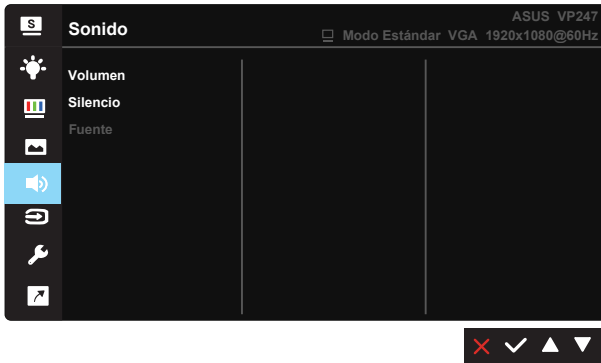 S
Sonido
ASUS VP247
Modo Estándar VGA 1920x1080@60Hz
Volumen
Silencio
Fuente